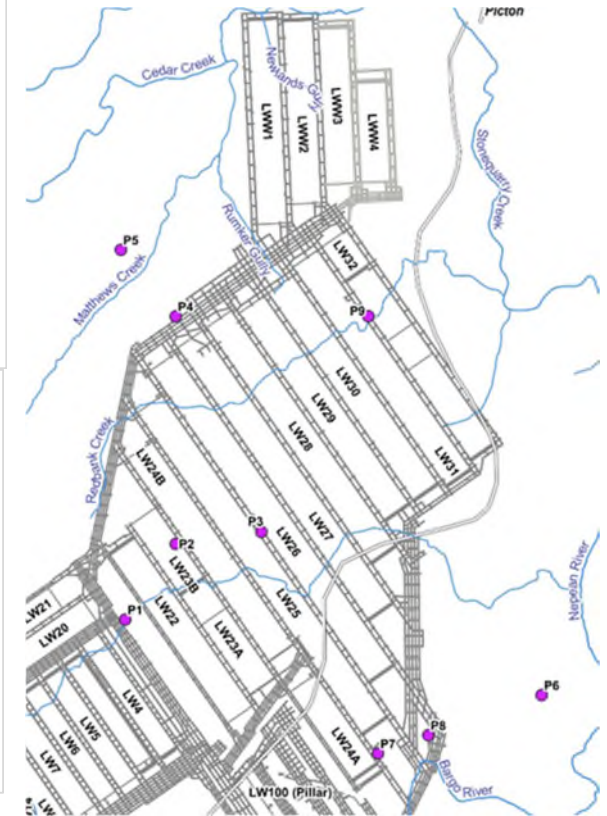 Picton
Cedar Creek
Newlands Gully
LWW1
LWW2
LWW3
LWW4
Stonequarry Creek
Rumker Gully
P5
Matthews Creek
LW32
P4
P9
LW30
LW29
LW28
LW31
Redbank Creek
LW24B
P3
LW27
LW26
P2
LW23B
Nepean River
LW21
LW20
P1
LW22
LW25
LW23A
LW4
LW5
LW6
LW7
P6
P8
P7
LW24A
Bargo River
LW100 (Pillar)